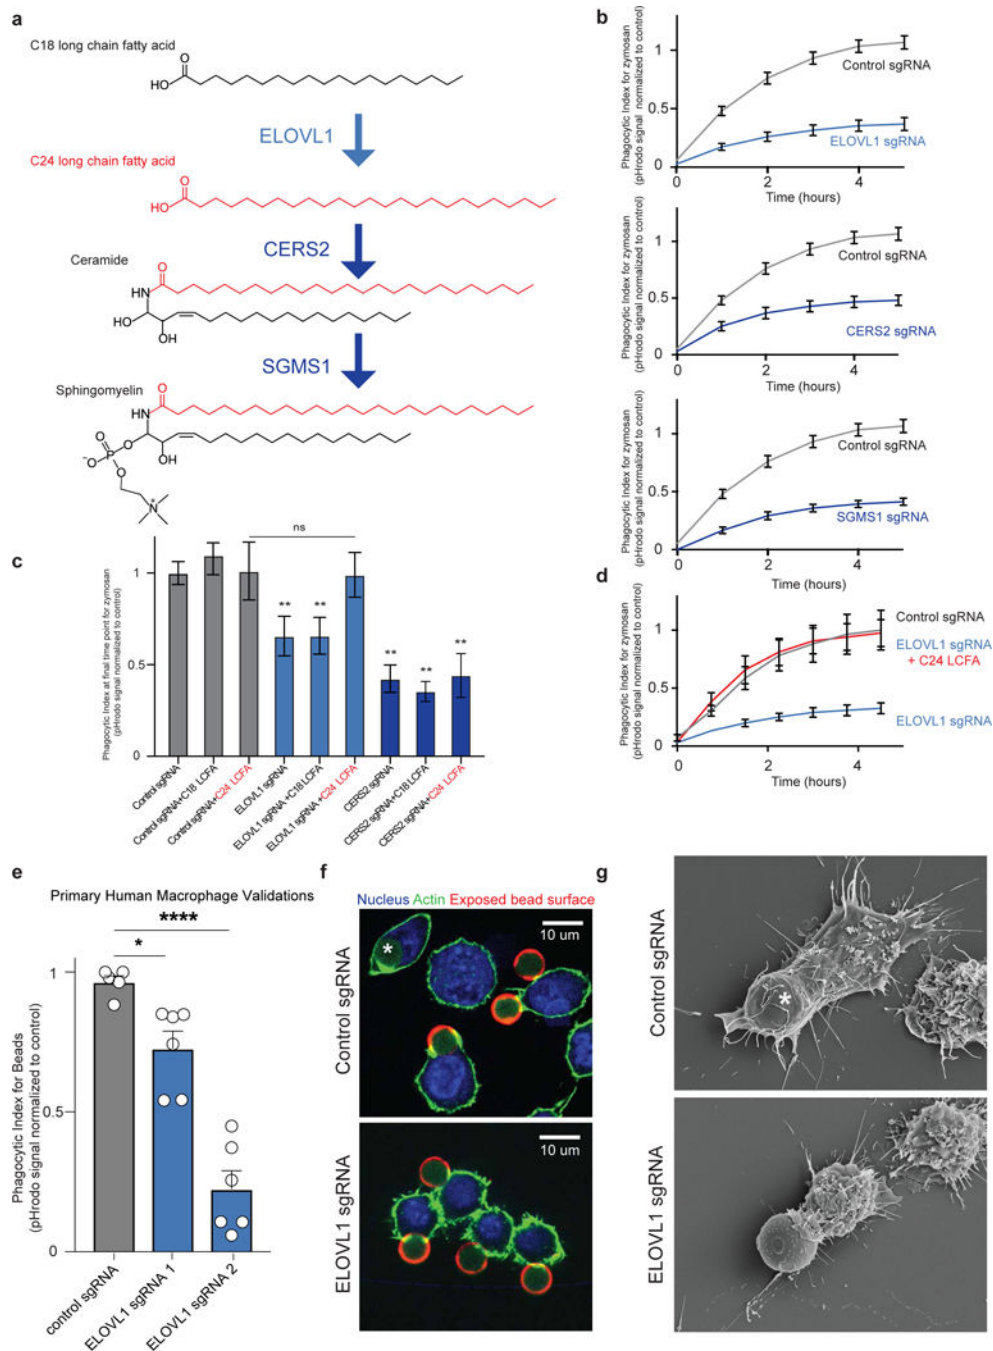 a
C18 long chain fatty acid
O
HO
ELOVL1
C24 long chain fatty acid
O
HO
CERS2
Ceramide
O
HN
HO
OH
SGMS1
Sphingomyelin
O
HN
O
O
P
⁻O
OH
O
N⁺
b
Phagocytic Index for zymosan
(pHrodo signal normalized to control)
1
0.5
0
Control sgRNA
ELOVL1 sgRNA
0
2
4
Time (hours)
Phagocytic Index for zymosan
(pHrodo signal normalized to control)
1
0.5
0
Control sgRNA
CERS2 sgRNA
0
2
4
Time (hours)
Phagocytic Index for zymosan
(pHrodo signal normalized to control)
1
0.5
0
Control sgRNA
SGMS1 sgRNA
0
2
4
Time (hours)
c
Phagocytic Index at final time point for zymosan
(pHrodo signal normalized to control)
1
0.5
0
ns
**
**
**
**
**
Control sgRNA
Control sgRNA+C18 LCFA
Control sgRNA+C24 LCFA
ELOVL1 sgRNA
ELOVL1 sgRNA +C18 LCFA
ELOVL1 sgRNA +C24 LCFA
CERS2 sgRNA
CERS2 sgRNA+C18 LCFA
CERS2 sgRNA+C24 LCFA
d
Phagocytic Index for zymosan
(pHrodo signal normalized to control)
1
0.5
0
Control sgRNA
ELOVL1 sgRNA
+ C24 LCFA
ELOVL1 sgRNA
0
2
4
Time (hours)
e
Primary Human Macrophage Validations
****
*
Phagocytic Index for Beads
(pHrodo signal normalized to control)
1
0.5
0
control sgRNA
ELOVL1 sgRNA 1
ELOVL1 sgRNA 2
f
Nucleus Actin Exposed bead surface
10 um
*
Control sgRNA
10 um
ELOVL1 sgRNA
g
Control sgRNA
*
ELOVL1 sgRNA